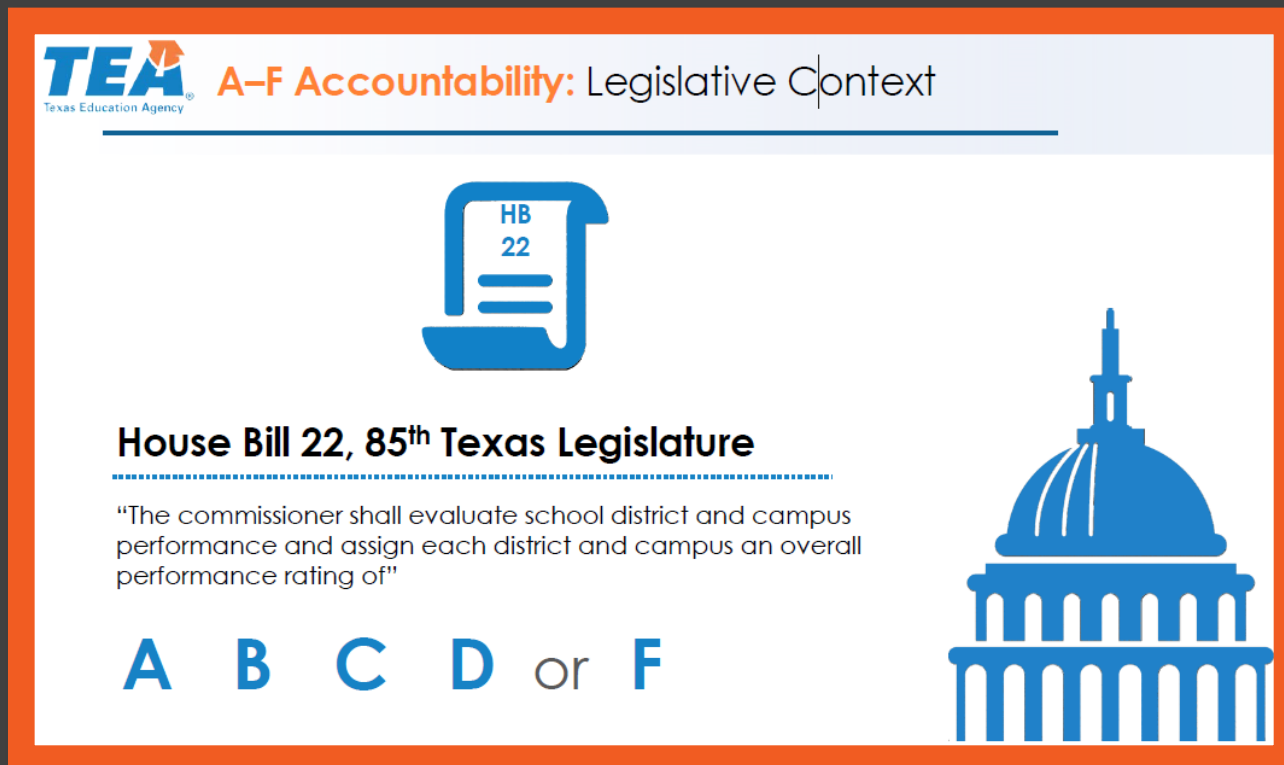 TEA
Texas Education Agency
A–F Accountability: Legislative Context
HB
22
House Bill 22, 85th Texas Legislature
“The commissioner shall evaluate school district and campus
performance and assign each district and campus an overall
performance rating of”
A B C D or F